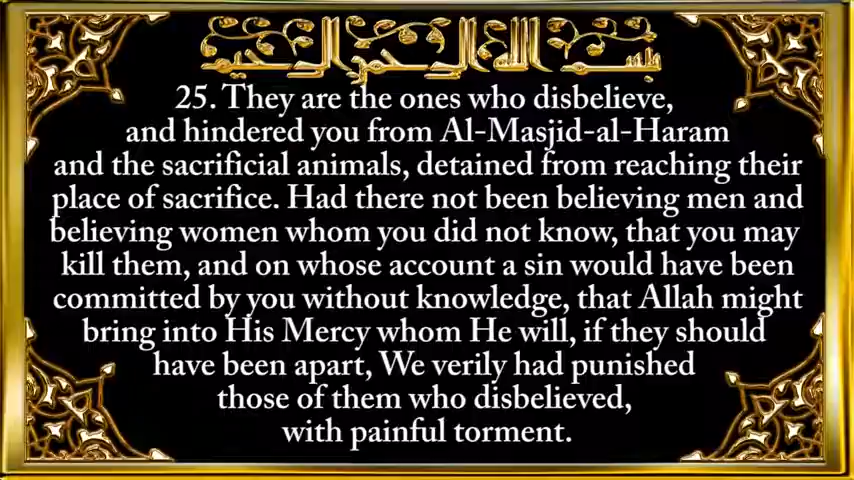 بسم الله الرحمن الرحيم
25. They are the ones who disbelieve,
and hindered you from Al-Masjid-al-Haram
and the sacrificial animals, detained from reaching their
place of sacrifice. Had there not been believing men and
believing women whom you did not know, that you may
kill them, and on whose account a sin would have been
committed by you without knowledge, that Allah might
bring into His Mercy whom He will, if they should
have been apart, We verily had punished
those of them who disbelieved,
with painful torment.